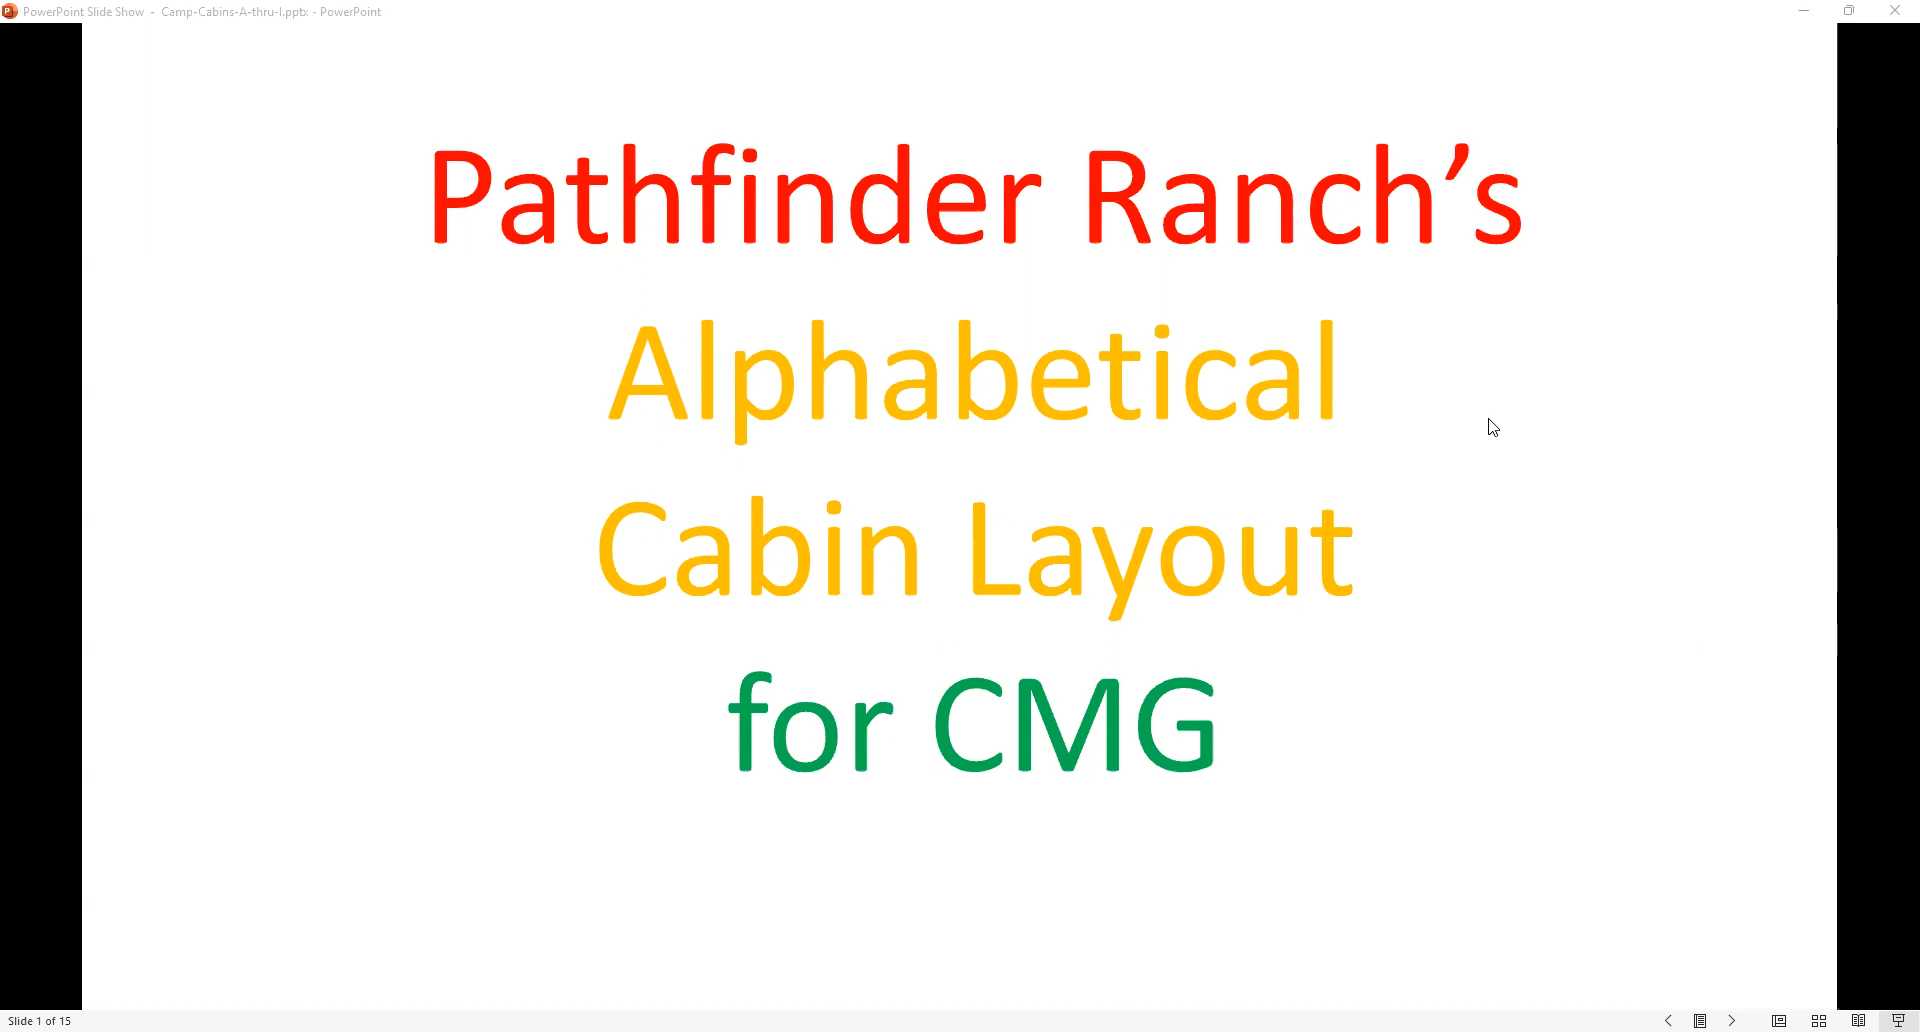 PowerPoint Slide Show - Camp-Cabins-A-thru-I.pptx - PowerPoint
Pathfinder Ranch’s
Alphabetical
Cabin Layout
for CMG
Slide 1 of 15